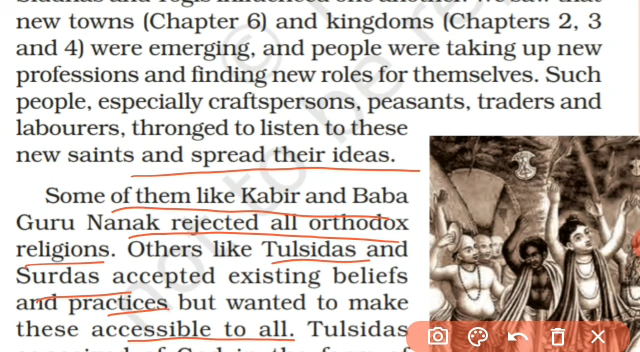 new towns (Chapter 6) and kingdoms (Chapters 2, 3
and 4) were emerging, and people were taking up new
professions and finding new roles for themselves. Such
people, especially craftspersons, peasants, traders and
labourers, thronged to listen to these
new saints and spread their ideas.
Some of them like Kabir and Baba
Guru Nanak rejected all orthodox
religions. Others like Tulsidas and
Surdas accepted existing beliefs
and practices but wanted to make
these accessible to all. Tulsidas